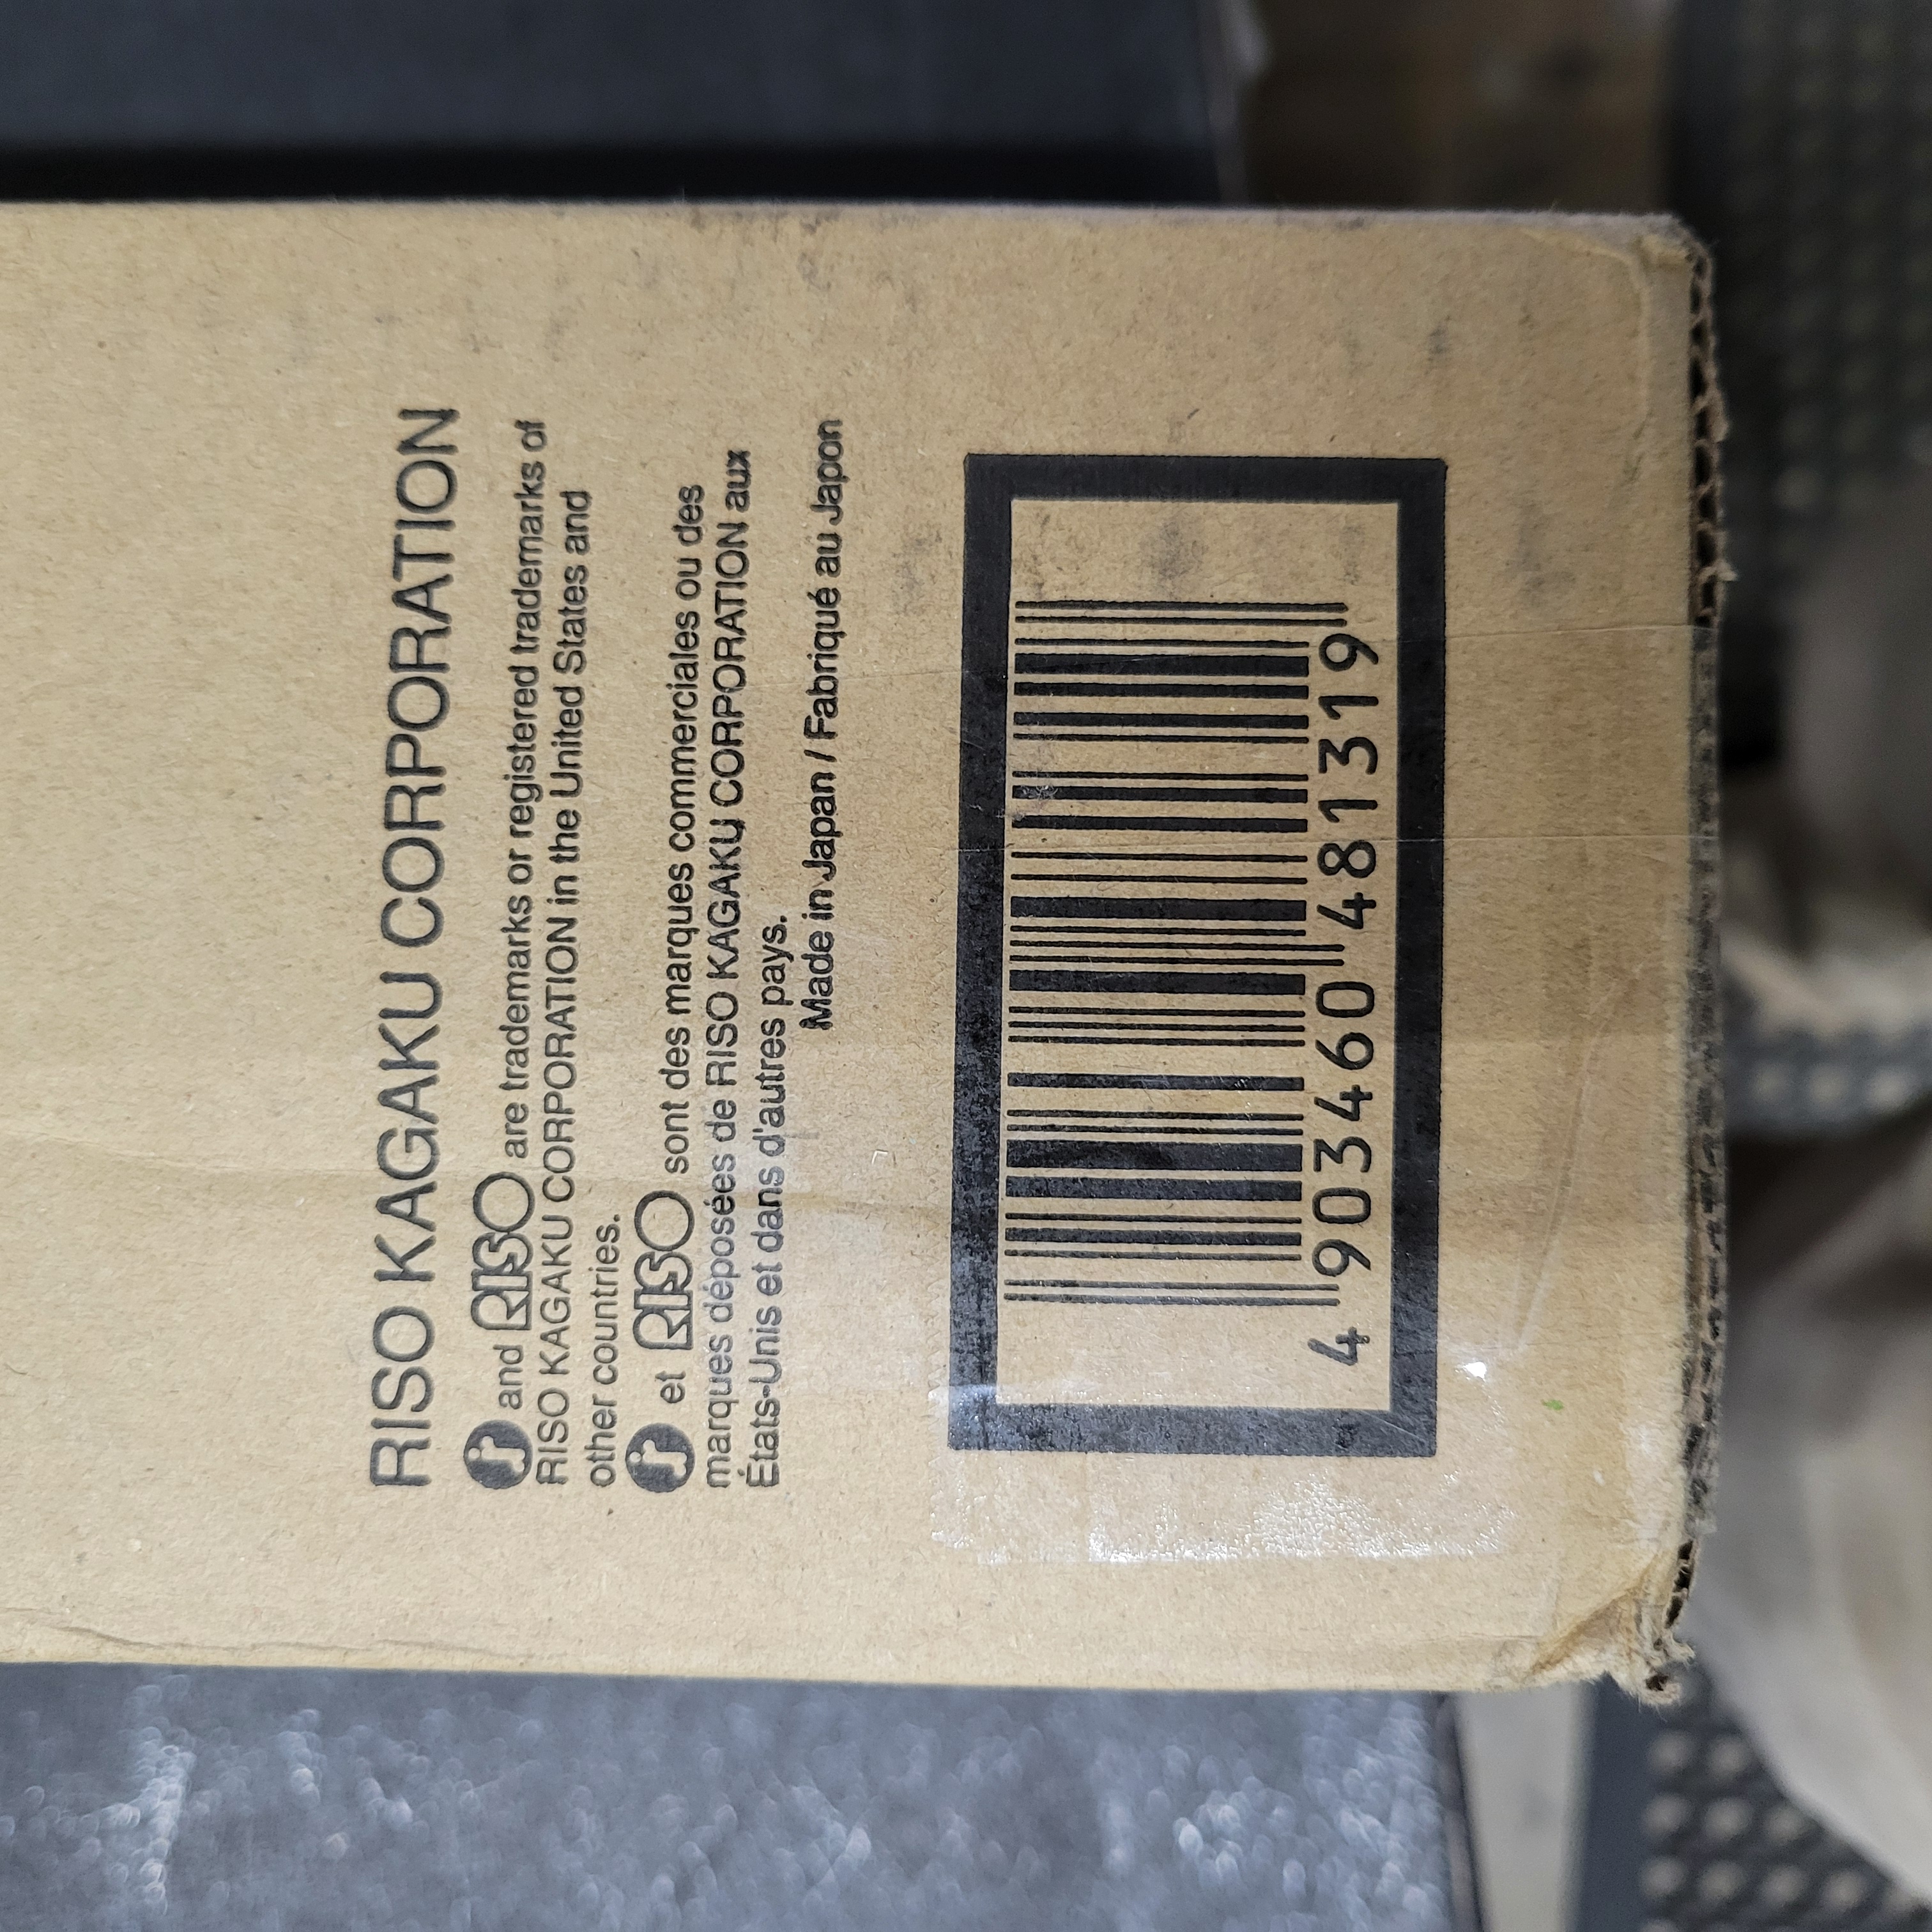 RISO KAGAKU CORPORATION
and RISO are trademarks or registered trademarks of
RISO KAGAKU CORPORATION in the United States and
other countries.
et RISO sont des marques commerciales ou des
marques déposées de RISO KAGAKU CORPORATION aux
États-Unis et dans d'autres pays.
Made in Japan / Fabriqué au Japon
4 903460 481319